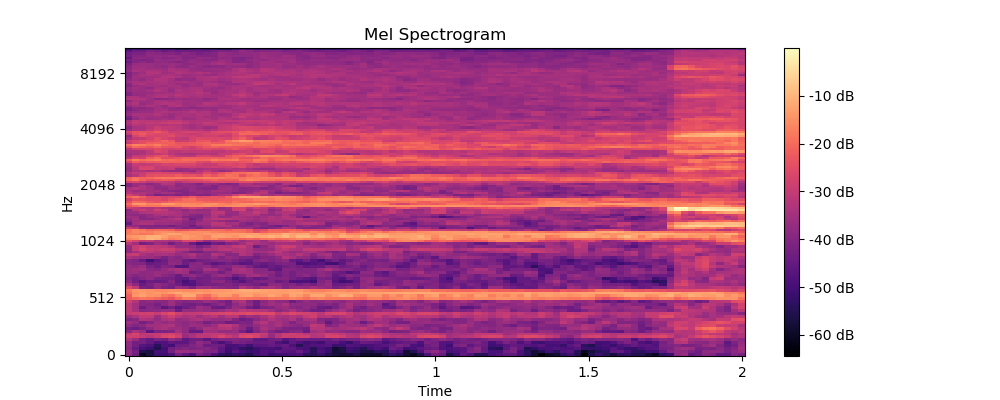 Mel Spectrogram
8192
4096
2048
1024
512
0
Hz
0
0.5
1
1.5
2
Time
-10 dB
-20 dB
-30 dB
-40 dB
-50 dB
-60 dB